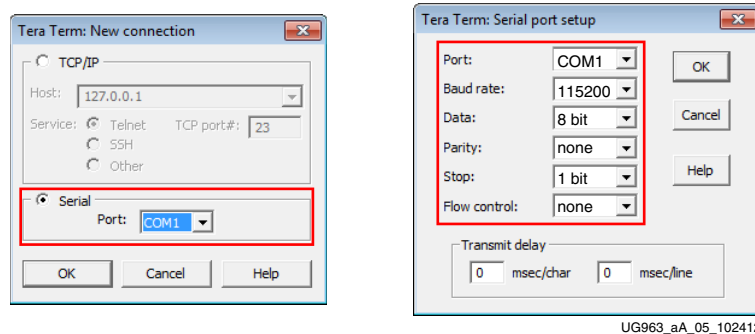 Tera Term: New connection
TCP/IP
Host: 127.0.0.1
Service: Telnet TCP port#: 23
SSH
Other
Serial
Port: COM1
OK Cancel Help
Tera Term: Serial port setup
Port: COM1 OK
Baud rate: 115200
Data: 8 bit Cancel
Parity: none
Stop: 1 bit Help
Flow control: none
Transmit delay
0 msec/char 0 msec/line
UG963_aA_05_102412